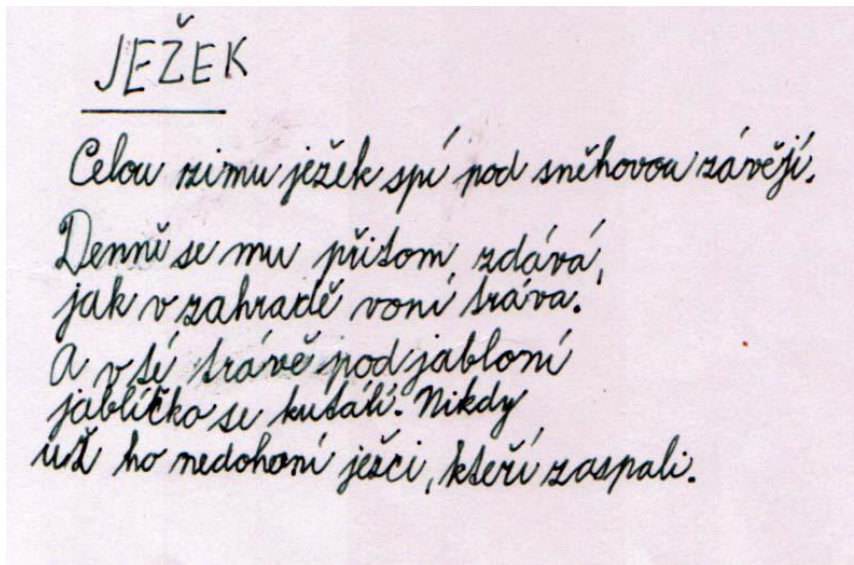 JEŽEK
Celou zimu ježek spí pod sněhovou závějí.
Denně se mu přitom zdává,
jak v zahradě voní tráva.
A v té trávě pod jabloní
jablíčko se kutálí. Nikdy
už ho nedohoní ježci, kteří zaspali.